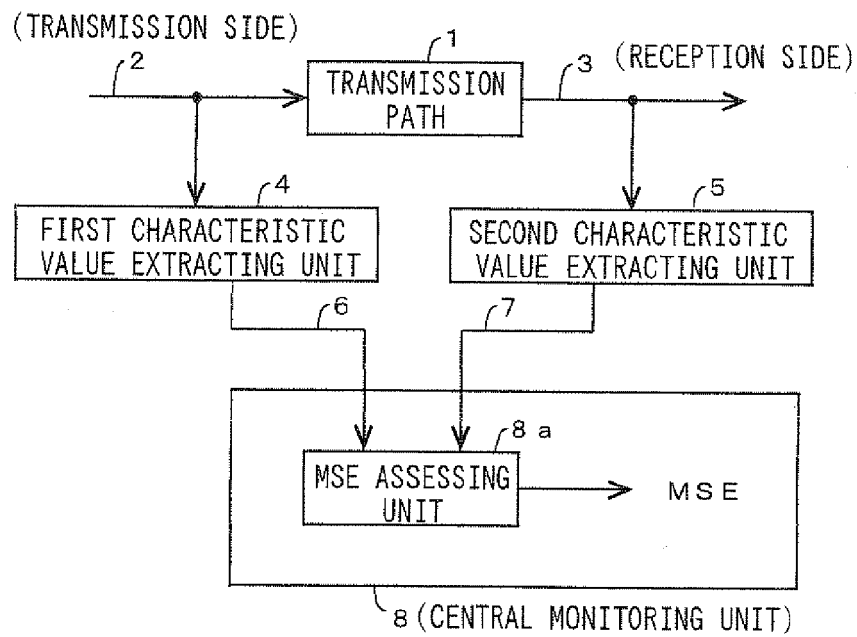 (TRANSMISSION SIDE)
1
2
TRANSMISSION
PATH
3
(RECEPTION SIDE)
4
5
FIRST CHARACTERISTIC
VALUE EXTRACTING UNIT
SECOND CHARACTERISTIC
VALUE EXTRACTING UNIT
6
7
8a
MSE ASSESSING
UNIT
MSE
8 (CENTRAL MONITORING UNIT)